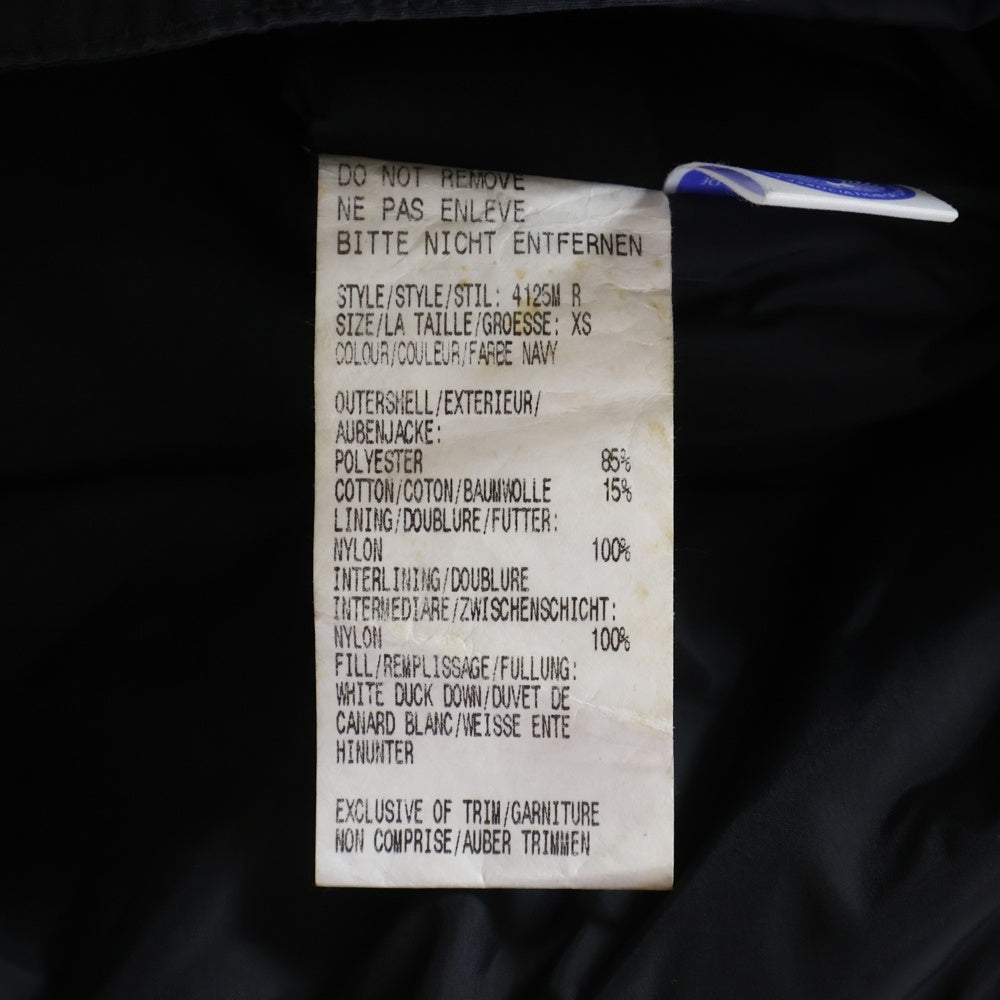 DO NOT REMOVE
NE PAS ENLEVE
BITTE NICHT ENTFERNEN
STYLE/STYLE/STIL: 4125M R
SIZE/LA TAILLE/GROESSE: XS
COLOUR/COULEUR/FARBE NAVY
OUTERSHELL/EXTERIEUR/
AUBENJACKE:
POLYESTER 85%
COTTON/COTON/BAUMWOLLE 15%
LINING/DOUBLURE/FUTTER:
NYLON 100%
INTERLINING/DOUBLURE
INTERMEDIARE/ZWISCHENSCHICHT:
NYLON 100%
FILL/REMPLISSAGE/FULLUNG:
WHITE DUCK DOWN/DUVET DE
CANARD BLANC/WEISSE ENTE
HINUNTER
EXCLUSIVE OF TRIM/GARNITURE
NON COMPRISE/AUBER TRIMMEN